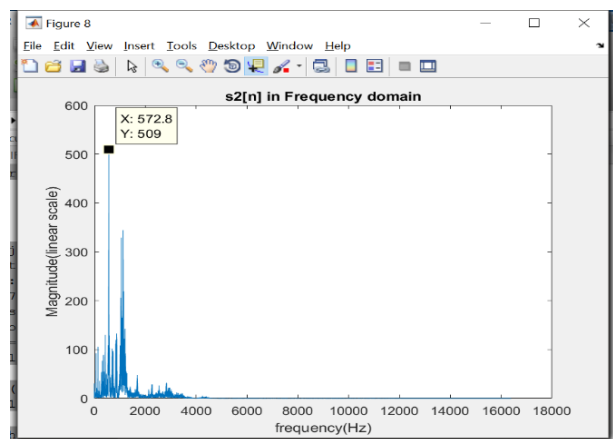 Figure 8
File Edit View Insert Tools Desktop Window Help
s2[n] in Frequency domain
X: 572.8
Y: 509
Magnitude(linear scale)
600
500
400
300
200
100
0
0 2000 4000 6000 8000 10000 12000 14000 16000 18000
frequency(Hz)